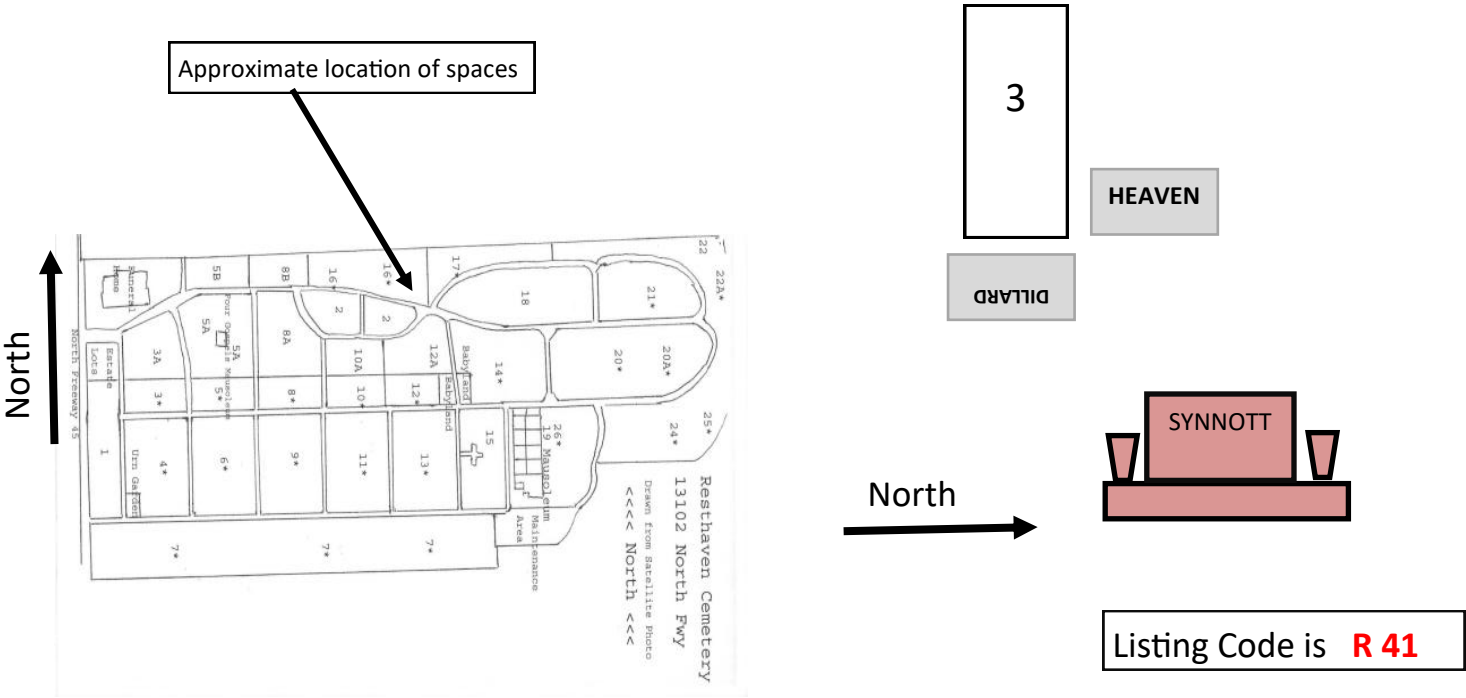 Approximate location of spaces
3
HEAVEN
DILLARD
SYNNOTT
North
Listing Code is R 41
North
22
22A*
21*
18
17*
16*
16
8B
5B
Funeral
Home
2
2
20A*
20*
14*
Babyland
12A
10A
8A
5A
5A
Four Gospels Mausoleum
3A
Estate
Lots
North Freeway 45
3*
5*
8*
10*
12*
Babyland
25*
24*
26*
19 Mausoleum
15
13*
11*
9*
6*
4*
Urn Garden
1
Maintenance
Area
7*
7*
7*
Resthaven Cemetery
13102 North Fwy
Drawn from Satellite Photo
<<<< North <<<